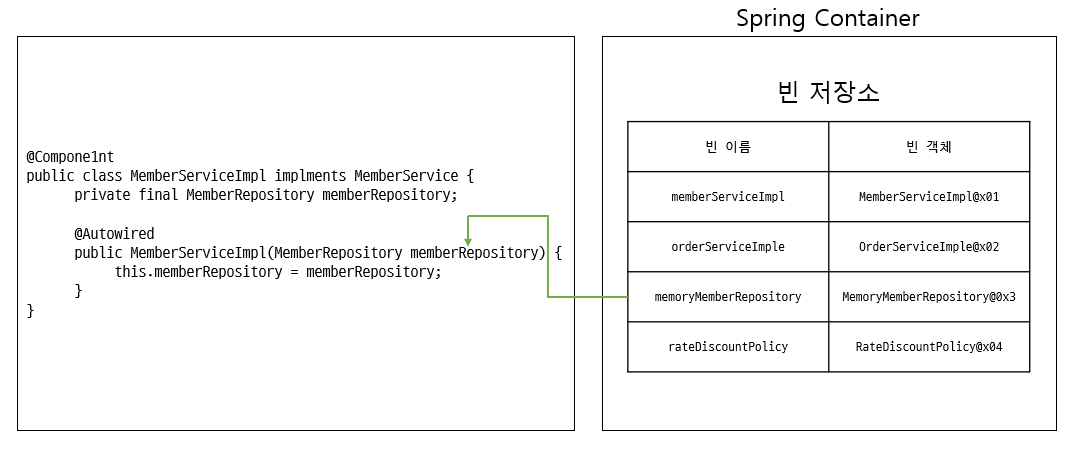 Spring Container
@Compone1nt
public class MemberServiceImpl implments MemberService {
private final MemberRepository memberRepository;
@Autowired
public MemberServiceImpl(MemberRepository memberRepository) {
this.memberRepository = memberRepository;
}
}
빈 저장소
빈 이름 빈 객체
memberServiceImpl MemberServiceImpl@x01
orderServiceImple OrderServiceImple@x02
memoryMemberRepository MemoryMemberRepository@0x3
rateDiscountPolicy RateDiscountPolicy@x04